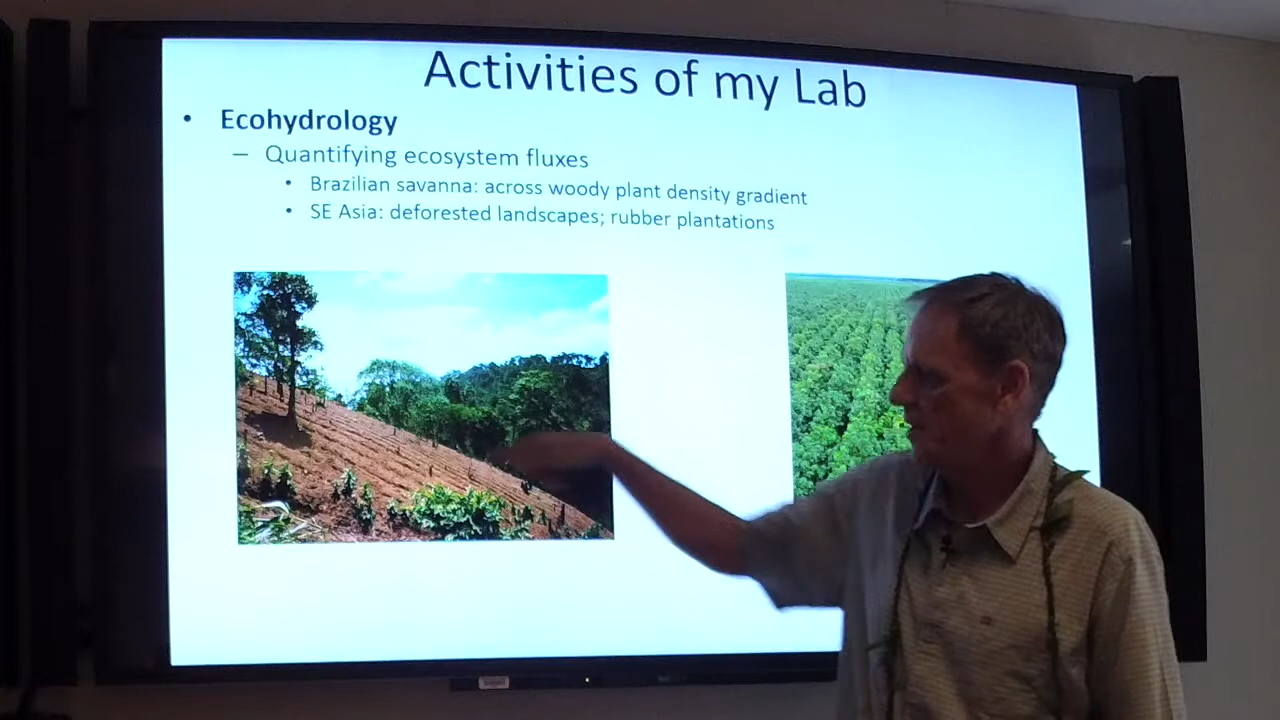 Activities of my Lab
• Ecohydrology
– Quantifying ecosystem fluxes
• Brazilian savanna: across woody plant density gradient
• SE Asia: deforested landscapes; rubber plantations